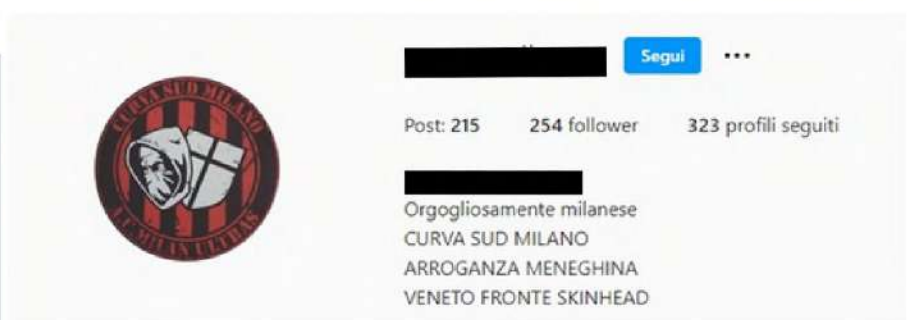 Segui ...
Post: 215 254 follower 323 profili seguiti
CURVA SUD MILANO
A.C. MILAN ULTRAS
Orgogliosamente milanese
CURVA SUD MILANO
ARROGANZA MENEGHINA
VENETO FRONTE SKINHEAD